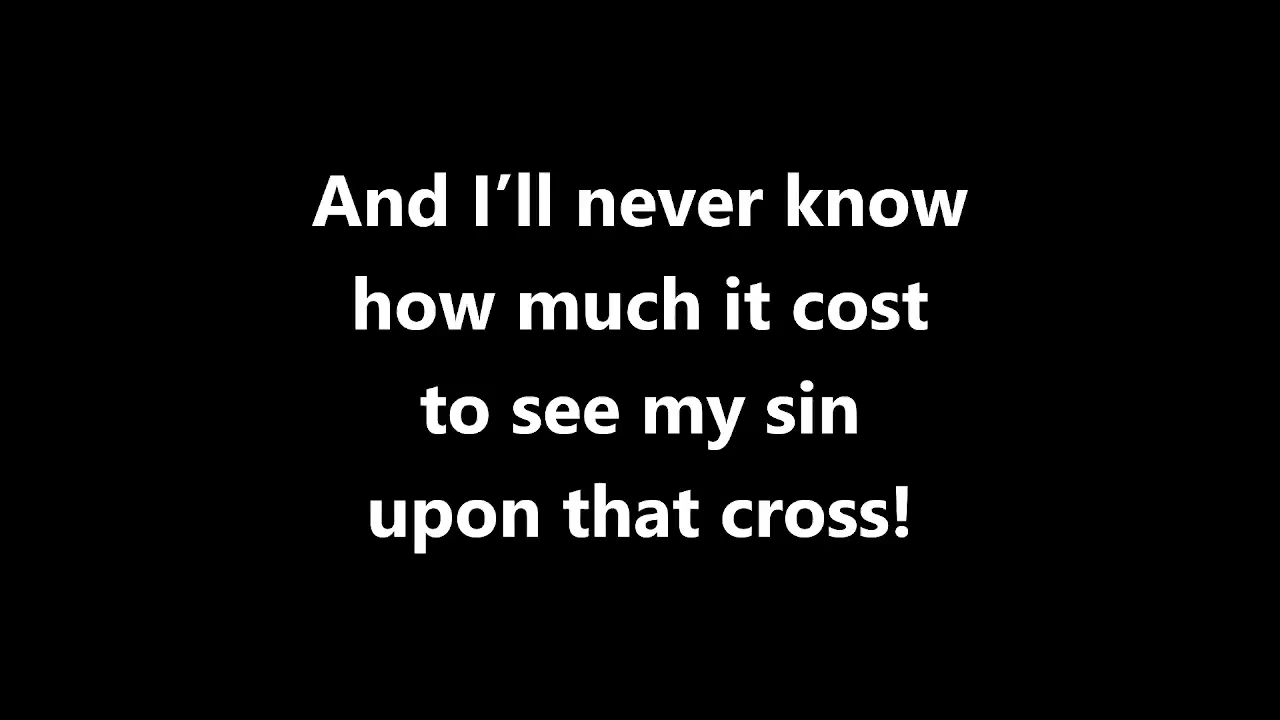 And I’ll never know
how much it cost
to see my sin
upon that cross!